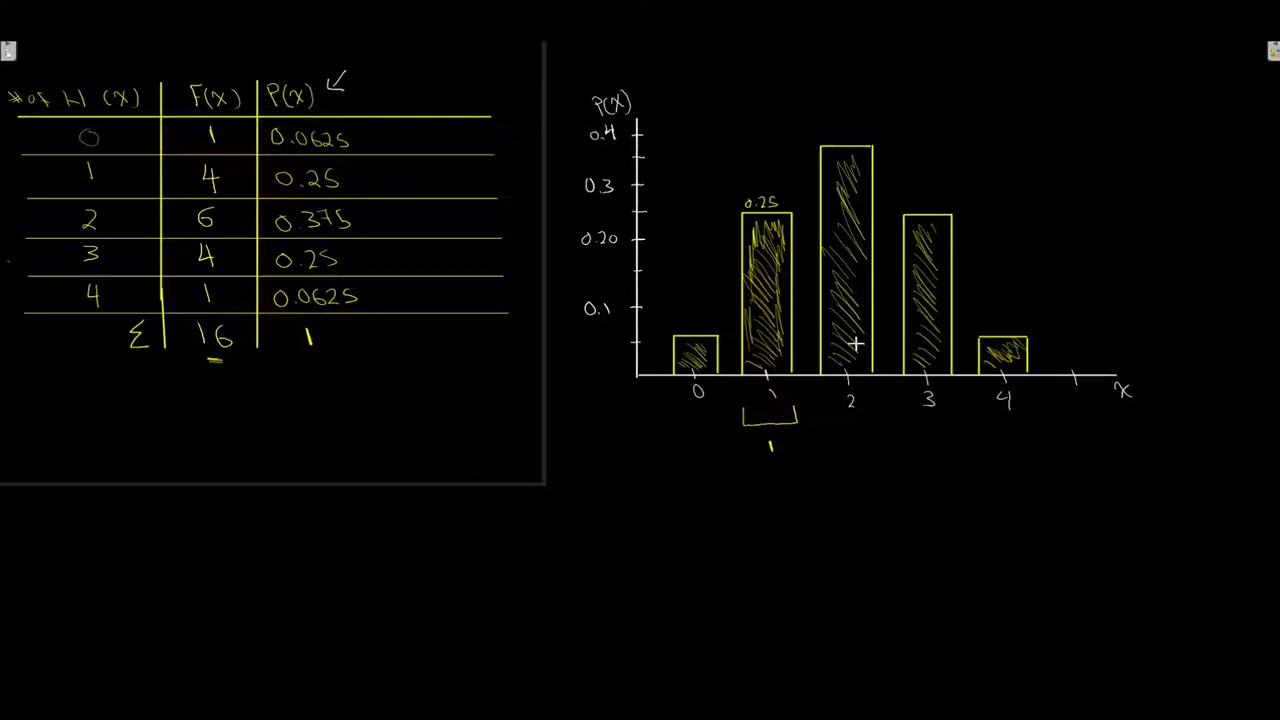 # of H (X) F(X) P(X)
0 1 0.0625
1 4 0.25
2 6 0.375
3 4 0.25
4 1 0.0625
Σ 16 1
P(X)
0.4
0.3
0.20
0.1
0.25
0 1 2 3 4 X
1